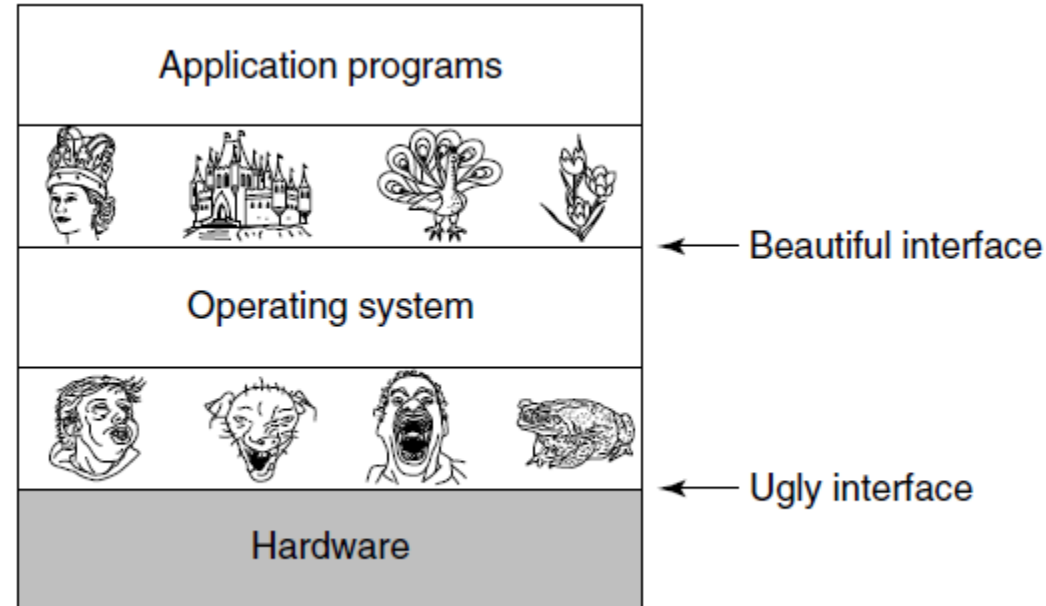 Application programs
Beautiful interface
Operating system
Ugly interface
Hardware